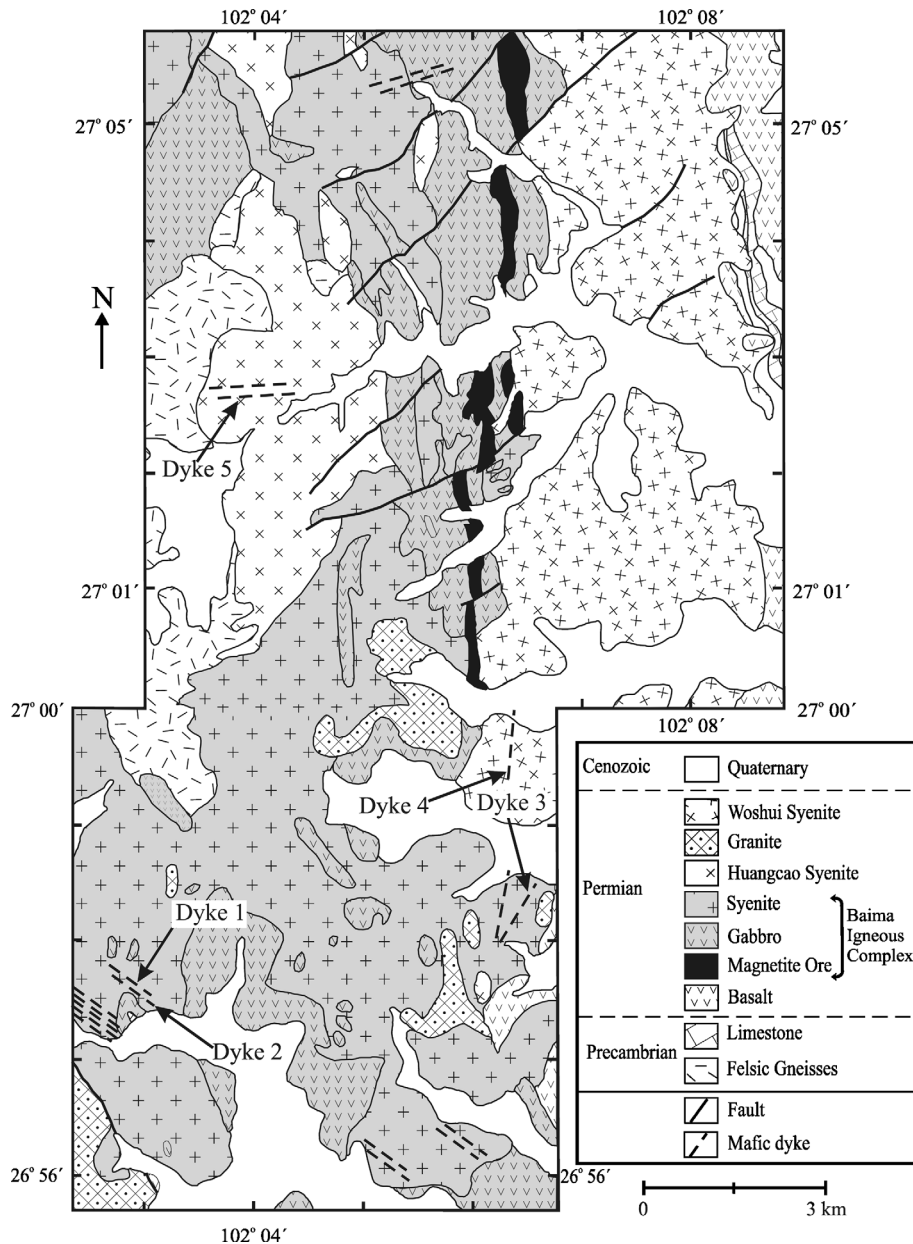 102° 04′ 102° 08′
27° 05′ 27° 05′
N
Dyke 5
27° 01′ 27° 01′
27° 00′ 27° 00′
102° 08′
Dyke 4 Dyke 3
Dyke 1
Dyke 2
26° 56′ 26° 56′
102° 04′
Cenozoic Quaternary
Permian
Woshui Syenite
Granite
Huangcao Syenite
Syenite
Gabbro
Magnetite Ore
Baima
Igneous
Complex
Basalt
Precambrian
Limestone
Felsic Gneisses
Fault
Mafic dyke
0 3 km